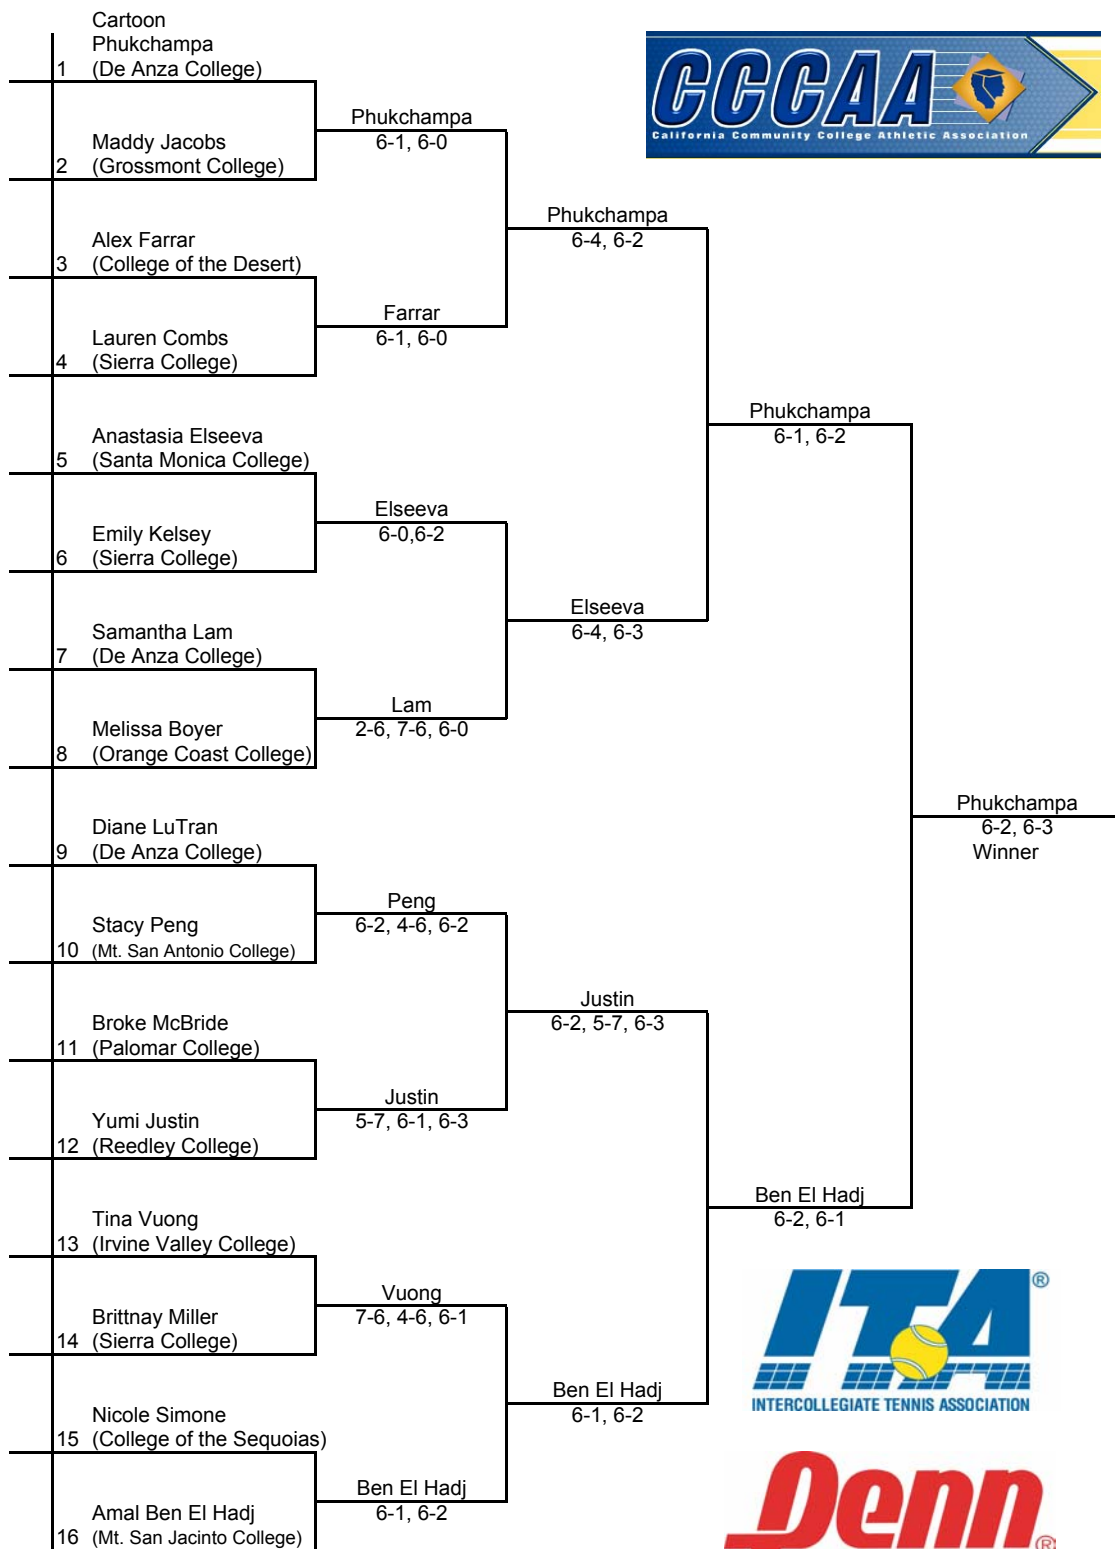 Cartoon
Phukchampa
1 (De Anza College)
CCCAA
California Community College Athletic Association
Phukchampa
6-1, 6-0
Maddy Jacobs
2 (Grossmont College)
Phukchampa
6-4, 6-2
Alex Farrar
3 (College of the Desert)
Farrar
6-1, 6-0
Lauren Combs
4 (Sierra College)
Phukchampa
6-1, 6-2
Anastasia Elseeva
5 (Santa Monica College)
Elseeva
6-0,6-2
Emily Kelsey
6 (Sierra College)
Elseeva
6-4, 6-3
Samantha Lam
7 (De Anza College)
Lam
2-6, 7-6, 6-0
Melissa Boyer
8 (Orange Coast College)
Phukchampa
6-2, 6-3
Winner
Diane LuTran
9 (De Anza College)
Peng
6-2, 4-6, 6-2
Stacy Peng
10 (Mt. San Antonio College)
Justin
6-2, 5-7, 6-3
Broke McBride
11 (Palomar College)
Justin
5-7, 6-1, 6-3
Yumi Justin
12 (Reedley College)
Ben El Hadj
6-2, 6-1
Tina Vuong
13 (Irvine Valley College)
Vuong
7-6, 4-6, 6-1
Brittnay Miller
14 (Sierra College)
ITA®
INTERCOLLEGIATE TENNIS ASSOCIATION
Ben El Hadj
6-1, 6-2
Nicole Simone
15 (College of the Sequoias)
Ben El Hadj
6-1, 6-2
Amal Ben El Hadj
16 (Mt. San Jacinto College)
Penn®